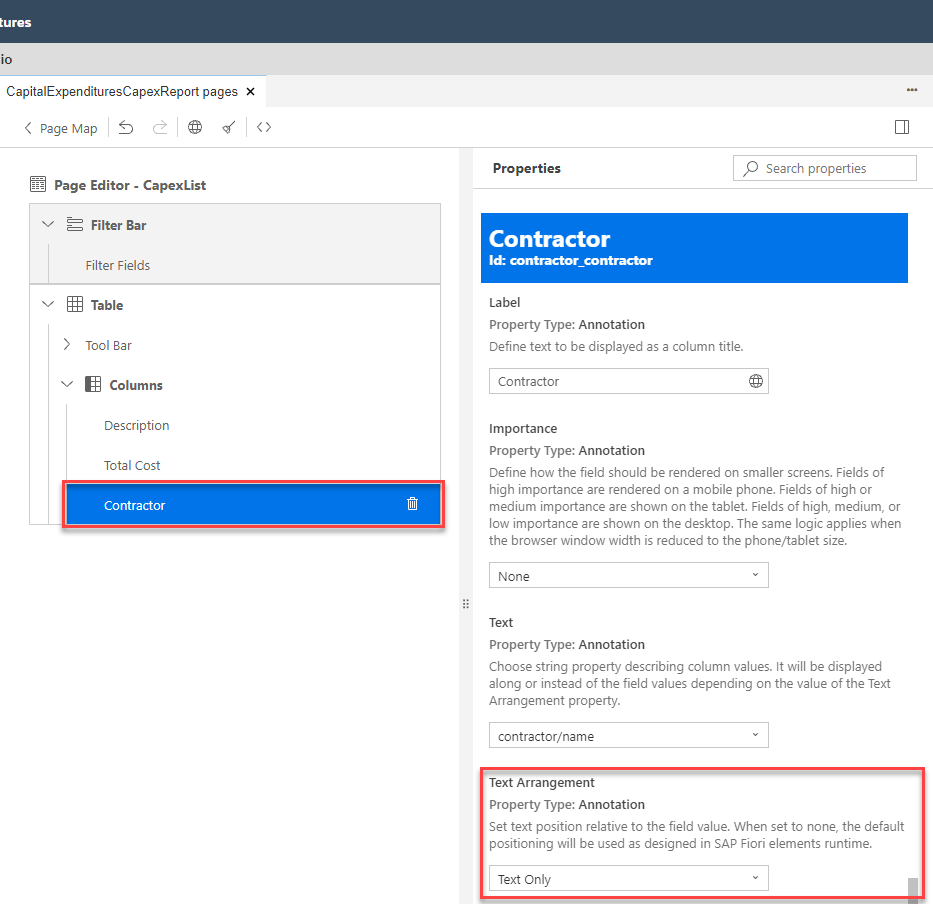 tures
io
CapitalExpendituresCapexReport pages
Page Map
Page Editor - CapexList
Filter Bar
Filter Fields
Table
Tool Bar
Columns
Description
Total Cost
Contractor
Properties
Search properties
Contractor
Id: contractor_contractor
Label
Property Type: Annotation
Define text to be displayed as a column title.
Contractor
Importance
Property Type: Annotation
Define how the field should be rendered on smaller screens. Fields of
high importance are rendered on a mobile phone. Fields of high or
medium importance are shown on the tablet. Fields of high, medium, or
low importance are shown on the desktop. The same logic applies when
the browser window width is reduced to the phone/tablet size.
None
Text
Property Type: Annotation
Choose string property describing column values. It will be displayed
along or instead of the field values depending on the value of the Text
Arrangement property.
contractor/name
Text Arrangement
Property Type: Annotation
Set text position relative to the field value. When set to none, the default
positioning will be used as designed in SAP Fiori elements runtime.
Text Only